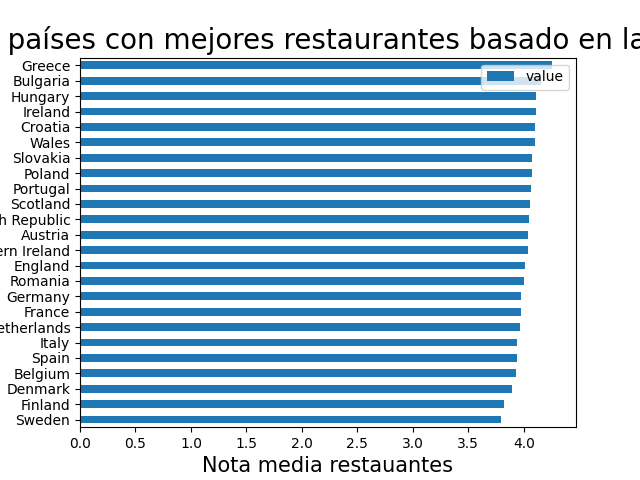 países con mejores restaurantes basado en la
Greece
value
Bulgaria
Hungary
Ireland
Croatia
Wales
Slovakia
Poland
Portugal
Scotland
h Republic
Austria
ern Ireland
England
Romania
Germany
France
etherlands
Italy
Spain
Belgium
Denmark
Finland
Sweden
0.0 0.5 1.0 1.5 2.0 2.5 3.0 3.5 4.0
Nota media restauantes